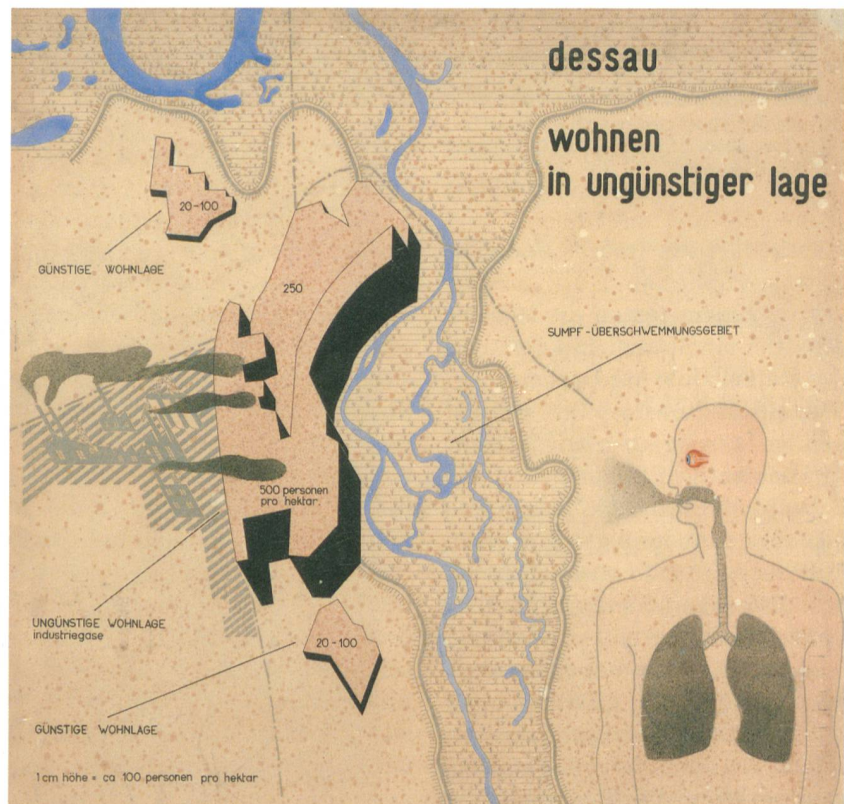 dessau
wohnen
in ungünstiger lage
20-100
GÜNSTIGE WOHNLAGE
250
SUMPF-ÜBERSCHWEMMUNGSGEBIET
500 personen
pro hektar.
UNGÜNSTIGE WOHNLAGE
industriegase
20-100
GÜNSTIGE WOHNLAGE
1 cm höhe = ca 100 personen pro hektar